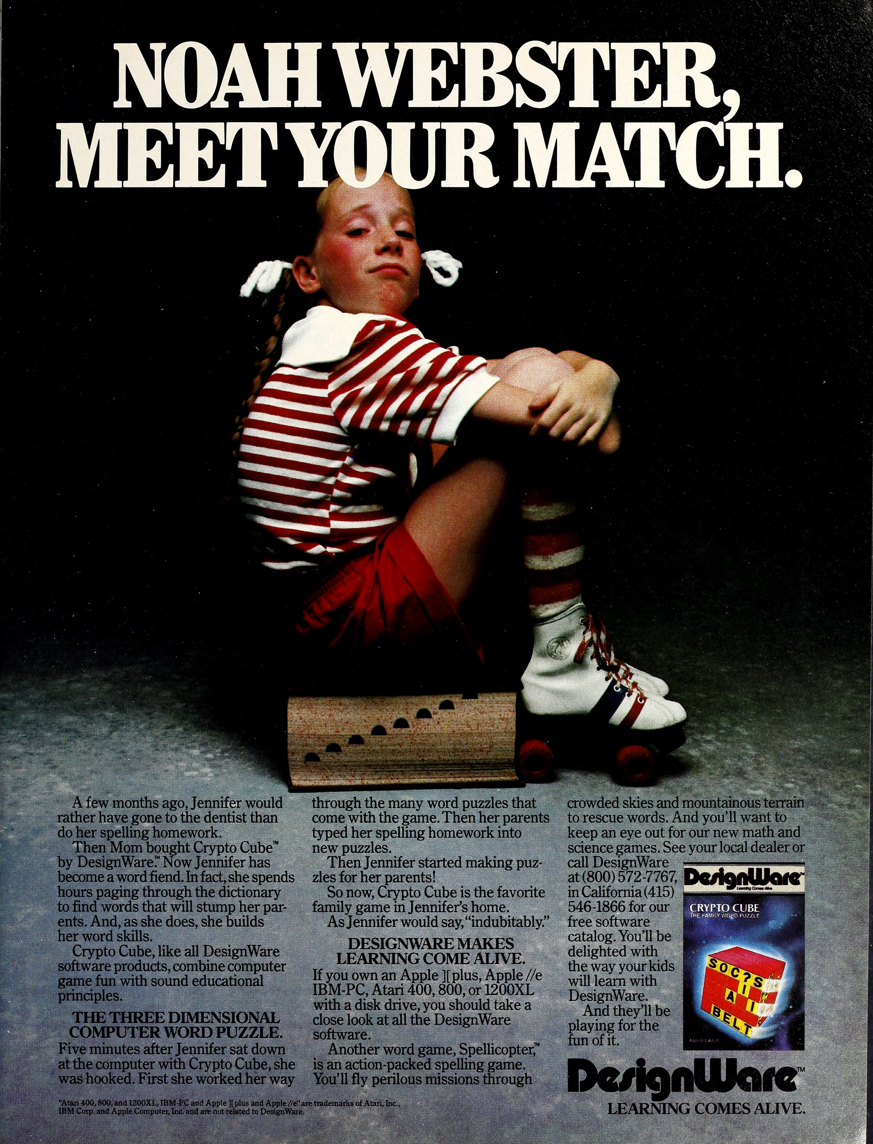 NOAH WEBSTER,
MEET YOUR MATCH.
A few months ago, Jennifer would
rather have gone to the dentist than
do her spelling homework.
Then Mom bought Crypto Cube™
by DesignWare.™ Now Jennifer has
become a word fiend. In fact, she spends
hours paging through the dictionary
to find words that will stump her par-
ents. And, as she does, she builds
her word skills.
Crypto Cube, like all DesignWare
software products, combine computer
game fun with sound educational
principles.
THE THREE DIMENSIONAL
COMPUTER WORD PUZZLE.
Five minutes after Jennifer sat down
at the computer with Crypto Cube, she
was hooked. First she worked her way
through the many word puzzles that
come with the game. Then her parents
typed her spelling homework into
new puzzles.
Then Jennifer started making puz-
zles for her parents!
So now, Crypto Cube is the favorite
family game in Jennifer's home.
As Jennifer would say, "indubitably."
DESIGNWARE MAKES
LEARNING COME ALIVE.
If you own an Apple ][ plus, Apple //e
IBM-PC, Atari 400, 800, or 1200XL
with a disk drive, you should take a
close look at all the DesignWare
software.
Another word game, Spellicopter,™
is an action-packed spelling game.
You'll fly perilous missions through
crowded skies and mountainous terrain
to rescue words. And you'll want to
keep an eye out for our new math and
science games. See your local dealer or
call DesignWare
at (800) 572-7767,
in California (415)
546-1866 for our
free software
catalog. You'll be
delighted with
the way your kids
will learn with
DesignWare.
And they'll be
playing for the
fun of it.
DesignWare™
Learning Comes Alive
CRYPTO CUBE
THE FAMILY WORD PUZZLE
SOC?S
I
A I I
BELT
DesignWare™
LEARNING COMES ALIVE.
"Atari 400, 800, and 1200XL, IBM-PC and Apple ][ plus and Apple //e" are trademarks of Atari, Inc.,
IBM Corp. and Apple Computer, Inc. and are not related to DesignWare.